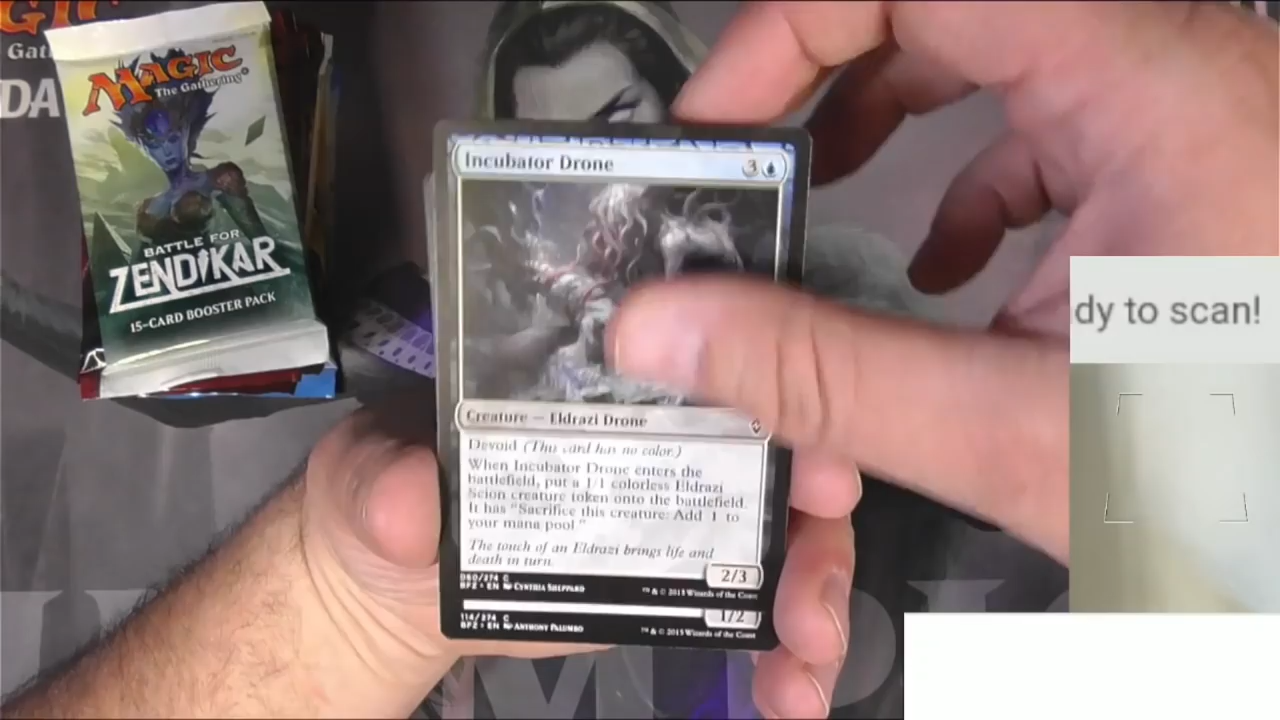 Gat
DA
MAGIC
The Gathering®
BATTLE FOR
ZENDIKAR
15-CARD BOOSTER PACK
Incubator Drone
3
Creature — Eldrazi Drone
Devoid (This card has no color.)
When Incubator Drone enters the
battlefield, put a 1/1 colorless Eldrazi
Scion creature token onto the battlefield.
It has "Sacrifice this creature: Add 1 to
your mana pool."
The touch of an Eldrazi brings life and
death in turn.
2/3
060/274 C
BFZ • EN Cynthia Sheppard
™ & © 2015 Wizards of the Coast
114/274 C
1/2
BFZ • EN Anthony Palumbo
™ & © 2015 Wizards of the Coast
dy to scan!